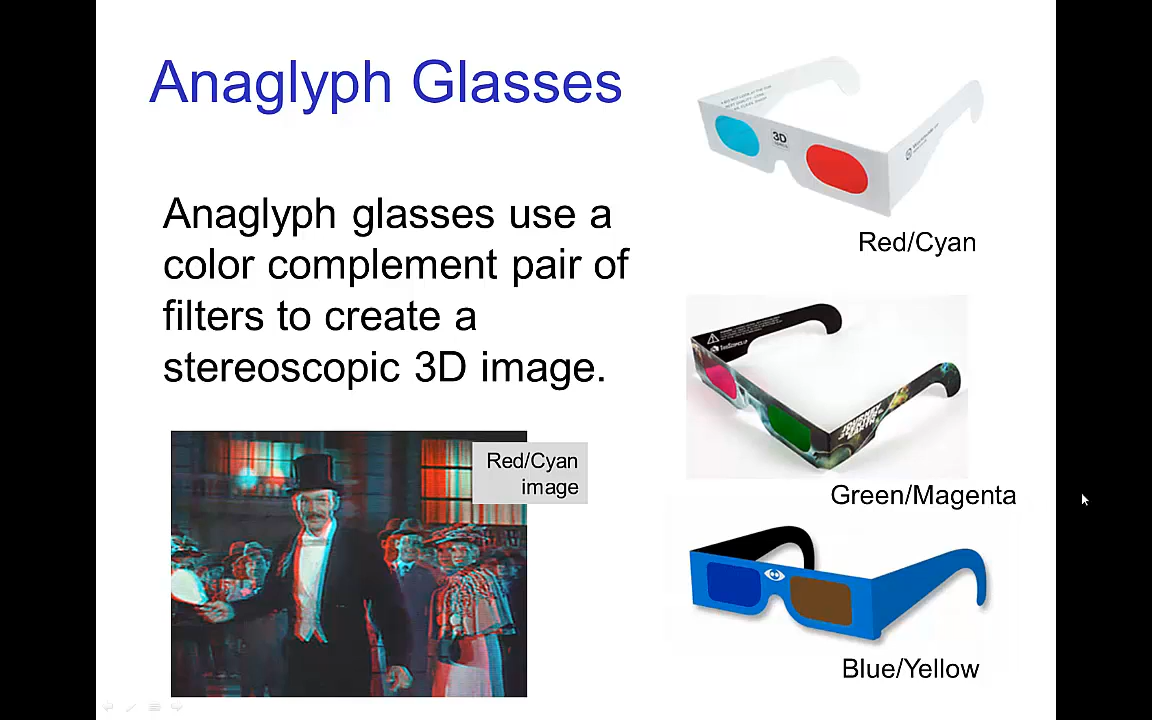 Anaglyph Glasses
Anaglyph glasses use a
color complement pair of
filters to create a
stereoscopic 3D image.
Red/Cyan
image
3D
Red/Cyan
Green/Magenta
Blue/Yellow